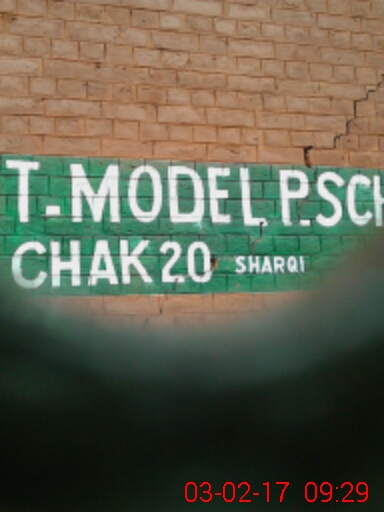 T. MODEL P.SCH
CHAK 20 SHARQI
03-02-17 09:29